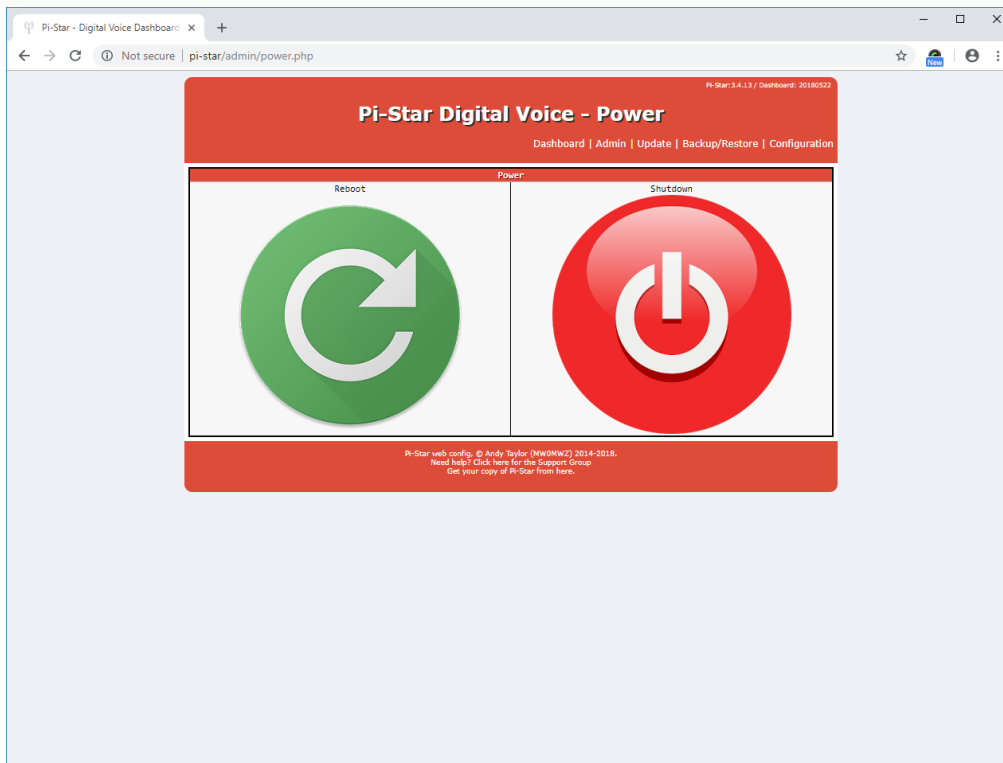 Pi-Star - Digital Voice Dashboard
Not secure | pi-star/admin/power.php
New
Pi-Star:3.4.13 / Dashboard: 20180522
Pi-Star Digital Voice - Power
Dashboard | Admin | Update | Backup/Restore | Configuration
Power
Reboot
Shutdown
Pi-Star web config, © Andy Taylor (MW0MWZ) 2014-2018.
Need help? Click here for the Support Group
Get your copy of Pi-Star from here.